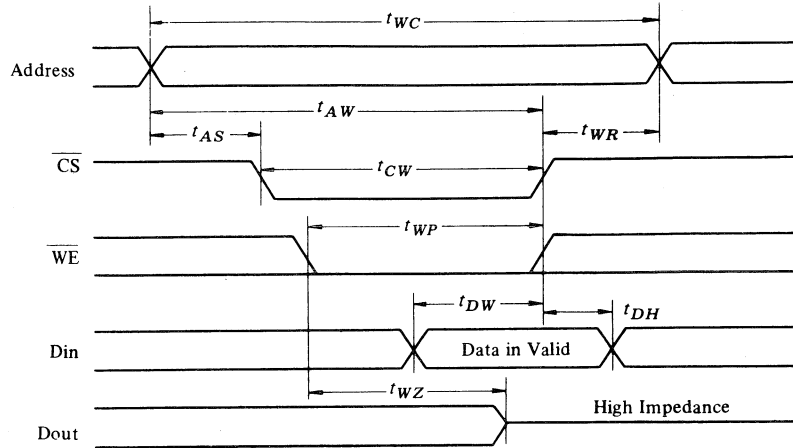 tWC
Address
tAW
tAS
tWR
CS
tCW
tWP
WE
tDW
tDH
Din
Data in Valid
tWZ
High Impedance
Dout